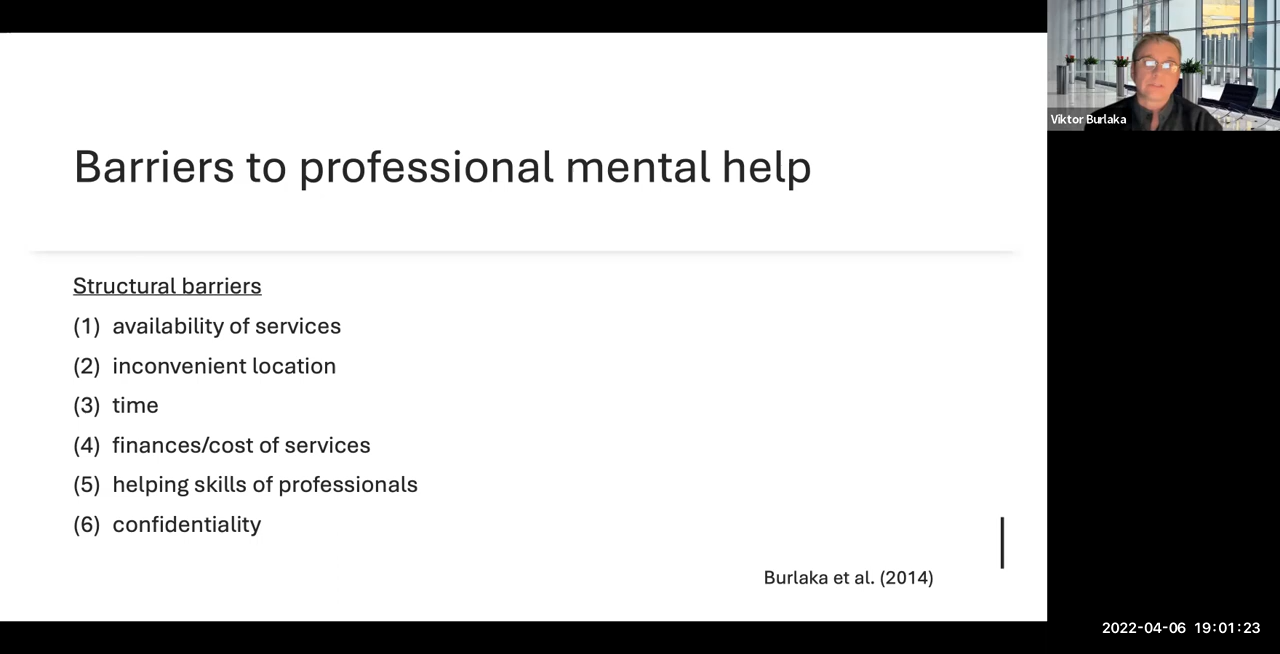 Barriers to professional mental help
Structural barriers
(1) availability of services
(2) inconvenient location
(3) time
(4) finances/cost of services
(5) helping skills of professionals
(6) confidentiality
Burlaka et al. (2014)
Viktor Burlaka
2022-04-06 19:01:23